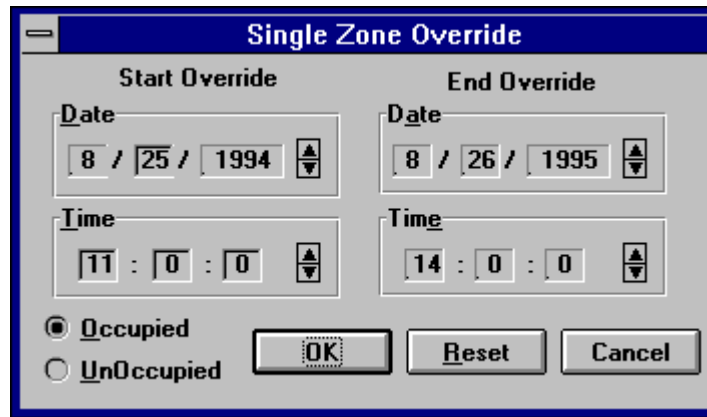 Single Zone Override
Start Override
End Override
Date
8 / 25 / 1994
Date
8 / 26 / 1995
Time
11 : 0 : 0
Time
14 : 0 : 0
Occupied
UnOccupied
OK
Reset
Cancel